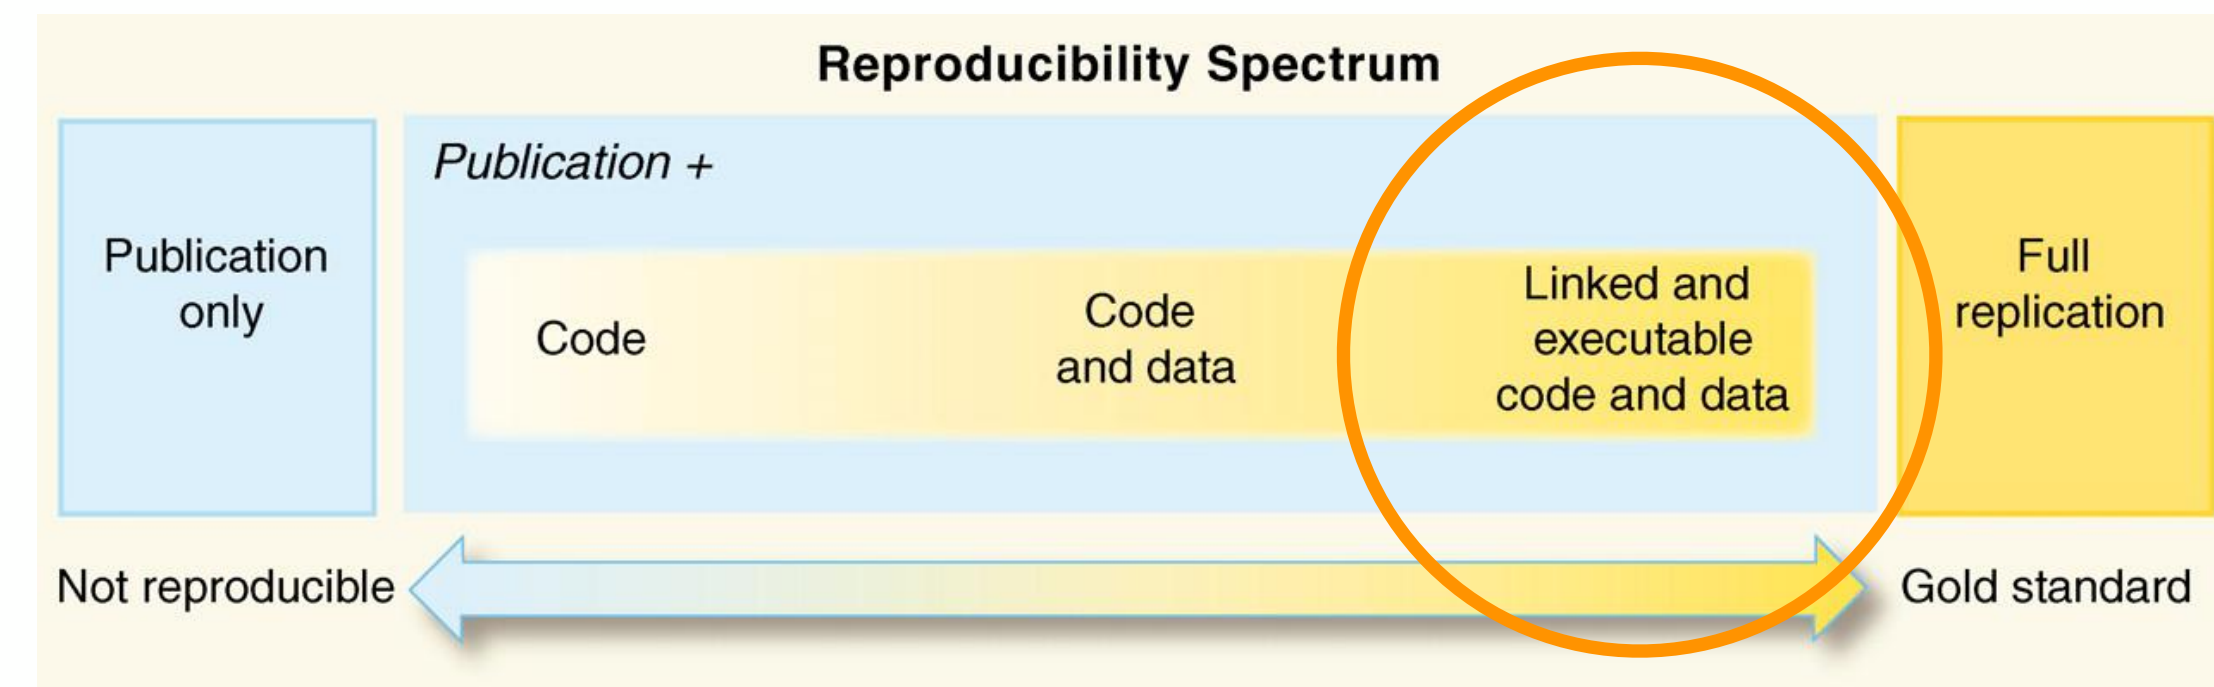 Reproducibility Spectrum
Publication
only
Publication +
Code
Code
and data
Linked and
executable
code and data
Full
replication
Not reproducible
Gold standard